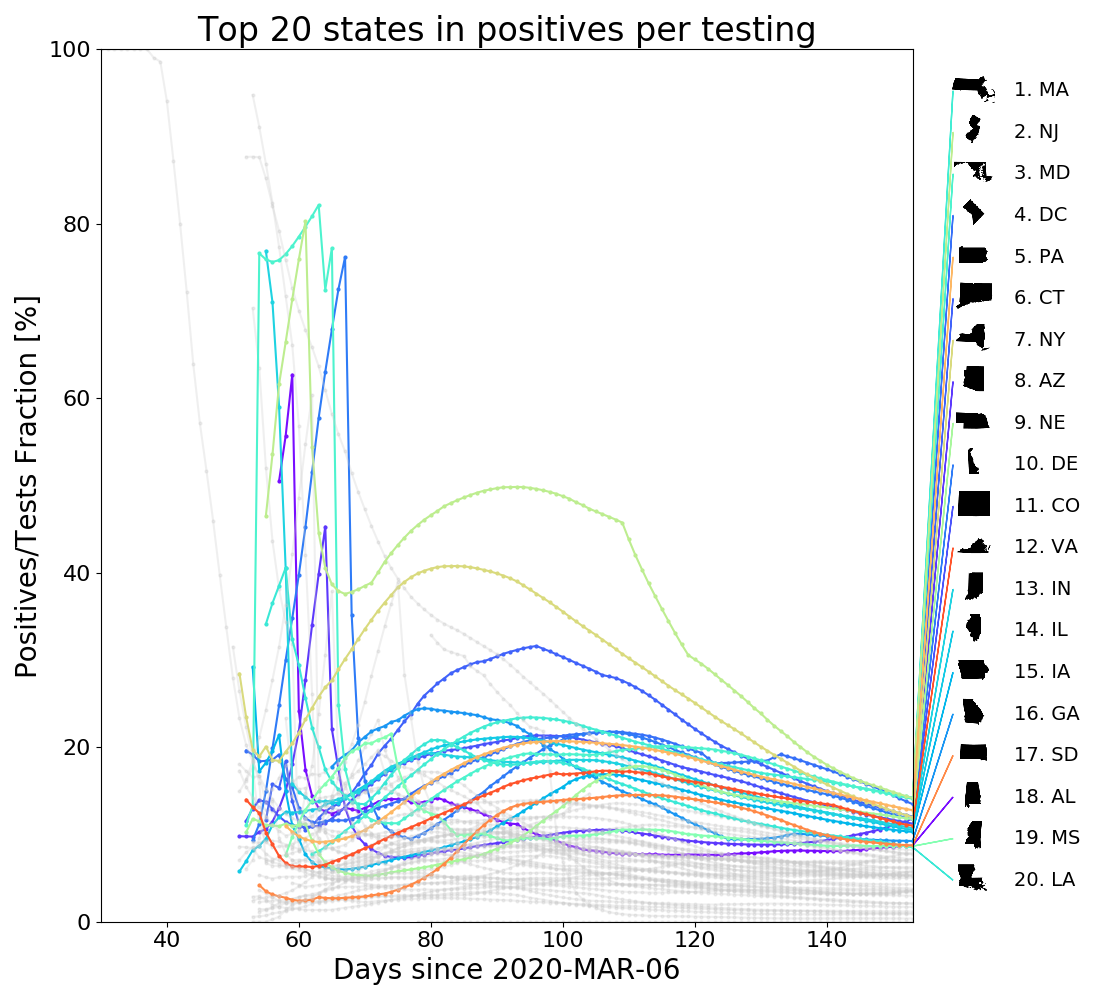 Top 20 states in positives per testing
100
80
60
40
20
0
Positives/Tests Fraction [%]
40 60 80 100 120 140
Days since 2020-MAR-06
1. MA
2. NJ
3. MD
4. DC
5. PA
6. CT
7. NY
8. AZ
9. NE
10. DE
11. CO
12. VA
13. IN
14. IL
15. IA
16. GA
17. SD
18. AL
19. MS
20. LA